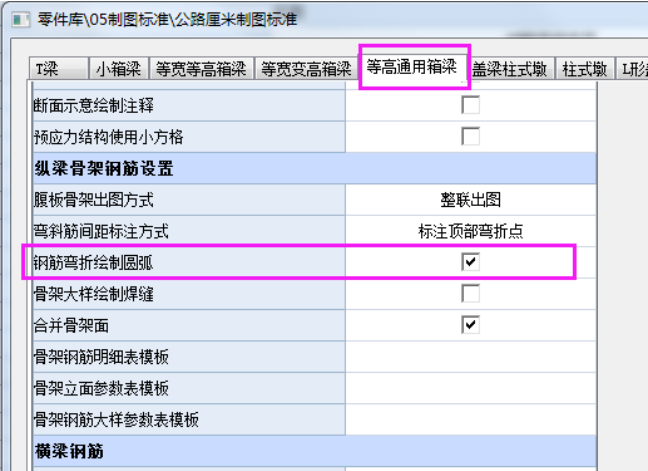 零件库\05制图标准\公路厘米制图标准
T梁 小箱梁 等宽等高箱梁 等宽变高箱梁 等高通用箱梁 盖梁柱式墩 柱式墩 L形
断面示意绘制注释
预应力结构使用小方格
纵梁骨架钢筋设置
腹板骨架出图方式 整联出图
弯斜筋间距标注方式 标注顶部弯折点
钢筋弯折绘制圆弧
骨架大样绘制焊缝
合并骨架面
骨架钢筋明细表模板
骨架立面参数表模板
骨架钢筋大样参数表模板
横梁钢筋